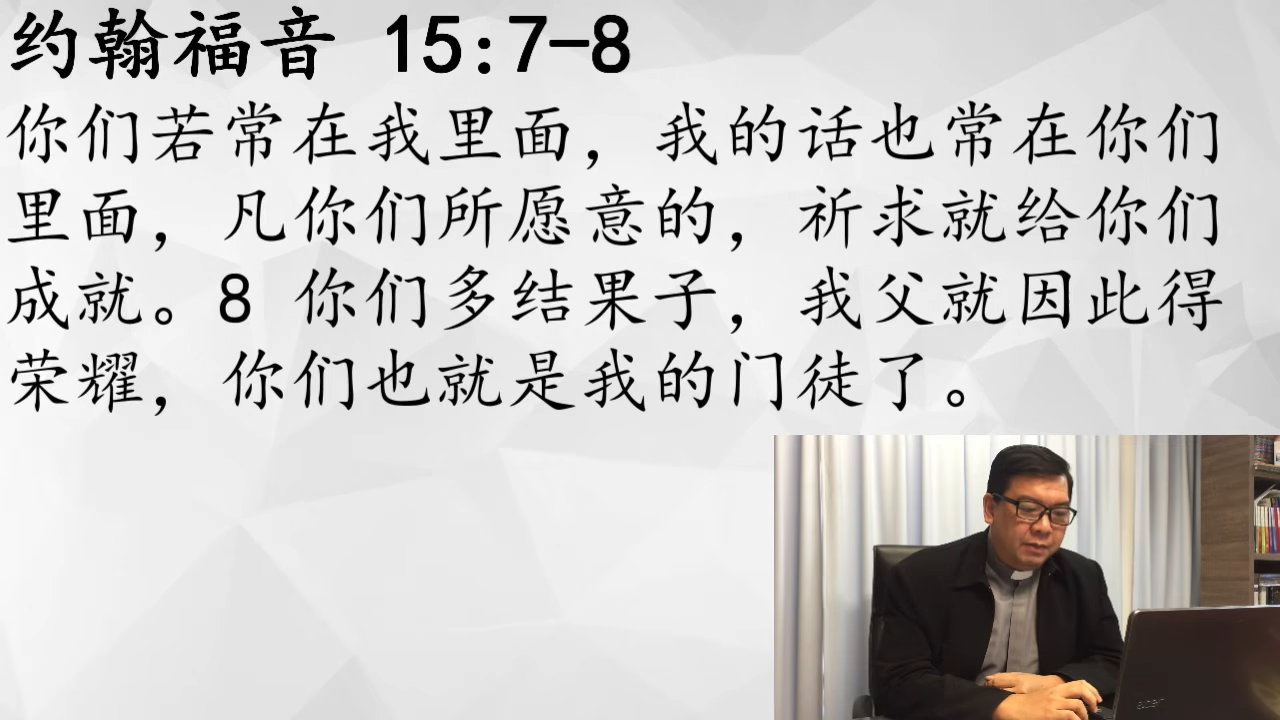 约翰福音 15:7-8
你们若常在我里面，我的话也常在你们
里面，凡你们所愿意的，祈求就给你们
成就。8 你们多结果子，我父就因此得
荣耀，你们也就是我的门徒了。
acer